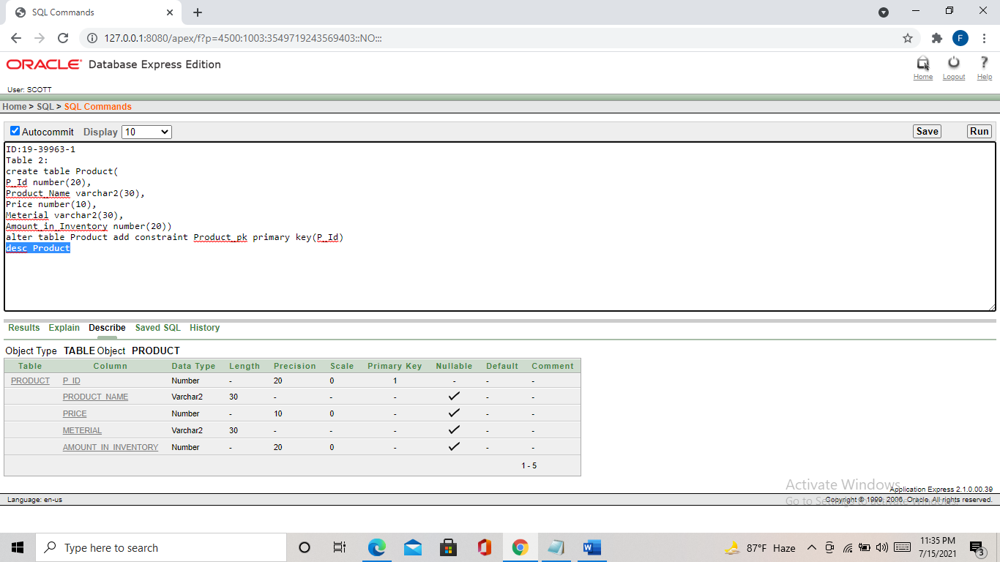 SQL Commands
127.0.0.1:8080/apex/f?p=4500:1003:3549719243569403::NO:::
F
ORACLE Database Express Edition
Home Logout Help
User: SCOTT
Home > SQL > SQL Commands
Autocommit Display 10 Save Run
ID:19-39963-1
Table 2:
create table Product(
P_Id number(20),
Product_Name varchar2(30),
Price number(10),
Meterial varchar2(30),
Amount_in_Inventory number(20))
alter table Product add constraint Product_pk primary key(P_Id)
desc Product
Results Explain Describe Saved SQL History
Object Type TABLE Object PRODUCT
Table Column Data Type Length Precision Scale Primary Key Nullable Default Comment
PRODUCT P_ID Number - 20 0 1 - - -
PRODUCT_NAME Varchar2 30 - - - - -
PRICE Number - 10 0 - - -
METERIAL Varchar2 30 - - - - -
AMOUNT_IN_INVENTORY Number - 20 0 - - -
1 - 5
Activate Windows
Application Express 2.1.0.00.39
Go to Settings to activate Windows.
Language: en-us Copyright © 1999, 2006, Oracle. All rights reserved.
Type here to search 87°F Haze 11:35 PM
7/15/2021
3